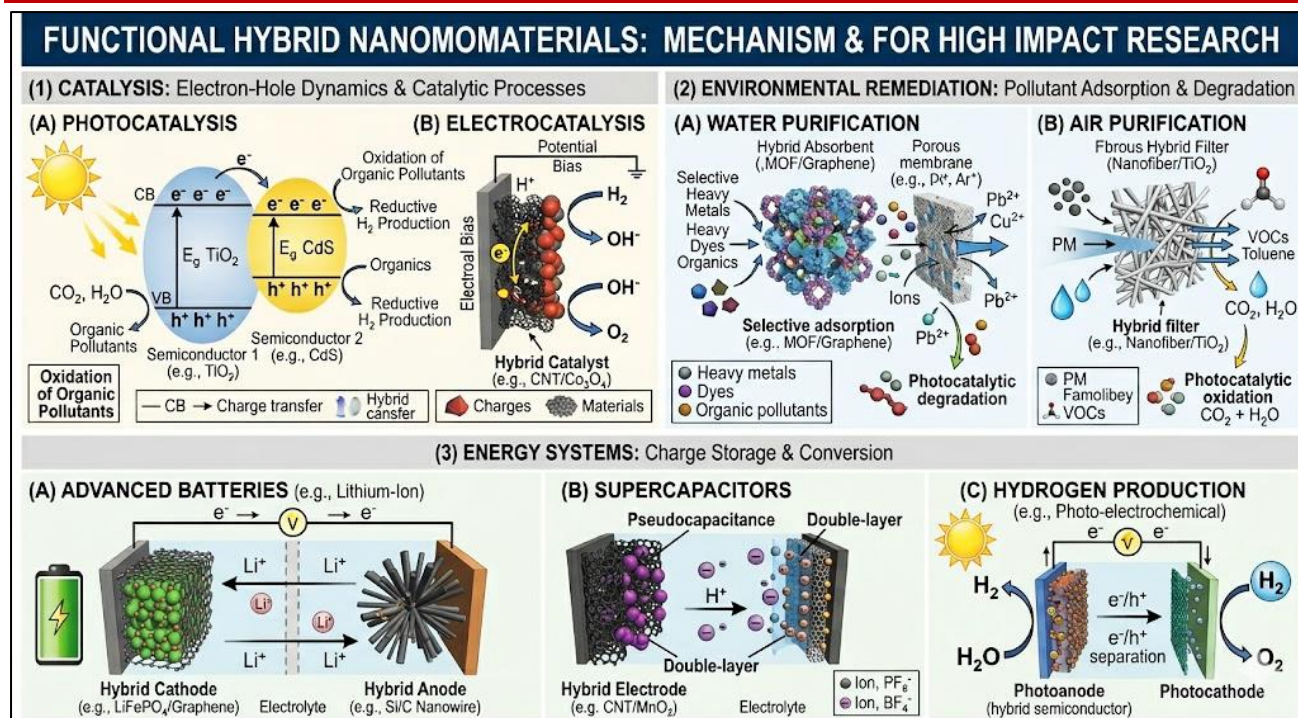 FUNCTIONAL HYBRID NANOMOMATERIALS: MECHANISM & FOR HIGH IMPACT RESEARCH
(1) CATALYSIS: Electron-Hole Dynamics & Catalytic Processes
(A) PHOTOCATALYSIS
CB
e⁻ e⁻ e⁻
e⁻
e⁻ e⁻ e⁻
E_g TiO₂
E_g CdS
VB
h⁺ h⁺ h⁺
h⁺ h⁺ h⁺
CO₂, H₂O
Organic
Pollutants
Semiconductor 1
(e.g., TIO₂)
Semiconductor 2
(e.g., CdS)
Oxidation of
Organic Pollutants
Reductive
H₂ Production
Organics
Reductive
H₂ Production
Oxidation
of Organic
Pollutants
— CB → Charge transfer
Hybrid
cansfer
(B) ELECTROCATALYSIS
Potential
Bias
H⁺
Electroal Bias
e⁻
H₂
OH⁻
OH⁻
O₂
Hybrid Catalyst
(e.g., CNT/Co₃O₄)
Charges
Materials
(2) ENVIRONMENTAL REMEDIATION: Pollutant Adsorption & Degradation
(A) WATER PURIFICATION
Hybrid Absorbent
(,MOF/Graphene)
Porous
membrane
(e.g., Ar⁺)
Selective
Heavy
Metals
Heavy
Dyes
Organics
Pb²⁺
Cu²⁺
Pb²⁺
Ions
Pb²⁺
Selective adsorption
(e.g.. MOF/Graphene)
Heavy metals
Dyes
Organic pollutants
Photocatalytic
degradation
(B) AIR PURIFICATION
Fbrous Hybrid Filter
(Nanofiber/TiO₂)
PM
VOCs
Toluene
CO₂, H₂O
Hybrid filter
(e.g., Nanofiber/TiO₂)
PM
Famolibey
VOCs
Photocatalytic
oxidation
CO₂ + H₂O
(3) ENERGY SYSTEMS: Charge Storage & Conversion
(A) ADVANCED BATTERIES (e.g., Lithium-Ion)
e⁻ → V → e⁻
Li⁺ Li⁺
Li⁺
Li⁺
Li⁺ Li⁺
Hybrid Cathode
(e.g., LiFePO₄/Graphene)
Electrolyte
Hybrid Anode
(e.g., Si/C Nanowire)
(B) SUPERCAPACITORS
Pseudocapacitance
Double-layer
H⁺
Double-layer
Hybrid Electrode
(e.g. CNT/MnO₂)
Electrolyte
Ion, PF₆⁻
Ion, BF₄⁻
(C) HYDROGEN PRODUCTION
(e.g., Photo-electrochemical)
e⁻ V e⁻
H₂
H₂O
e⁻/h⁺
e⁻/h⁺
separation
H₂
O₂
Photoanode
(hybrid semiconductor)
Photocathode